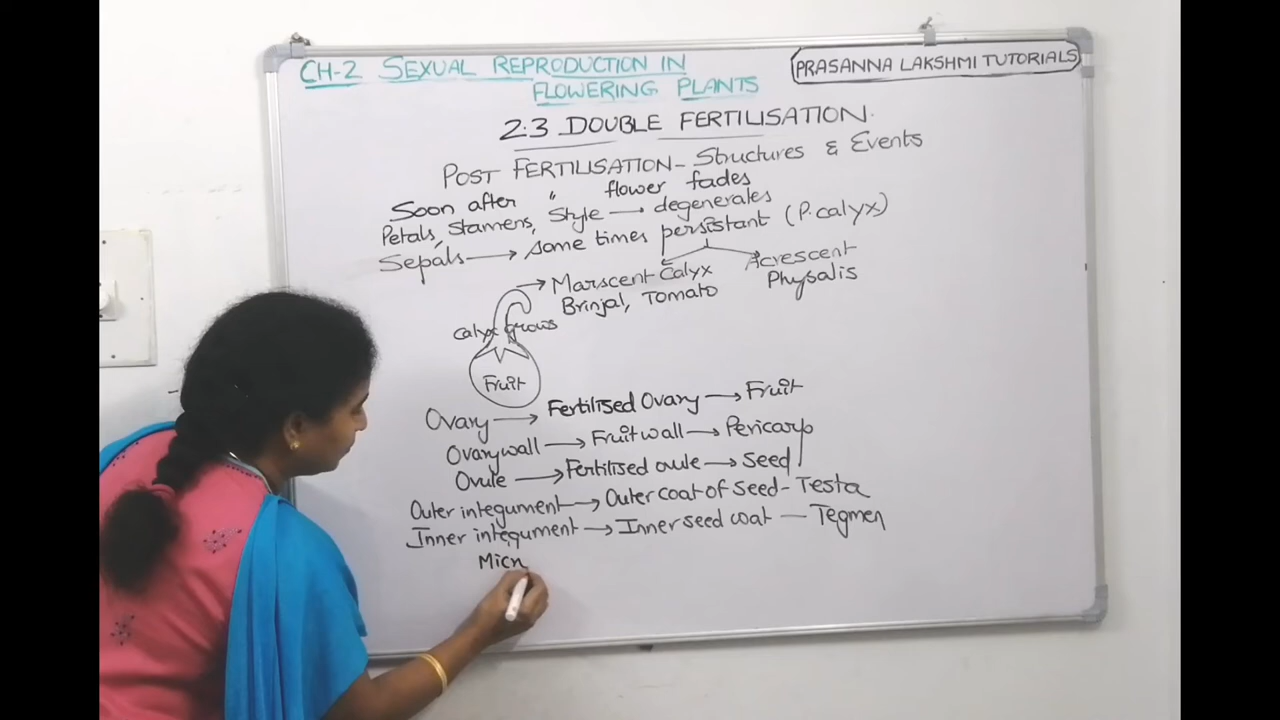 CH-2 SEXUAL REPRODUCTION IN
FLOWERING PLANTS
PRASANNA LAKSHMI TUTORIALS
2.3 DOUBLE FERTILISATION.
POST FERTILISATION - Structures & Events
Soon after " flower fades
Petals, stamens, Style → degenerates
Sepals → some times persistant (P.calyx)
Marscent Calyx
Brinjal, Tomato
Acrescent
Physalis
calyx grows
Fruit
Ovary → Fertilised Ovary → Fruit
Ovary wall → Fruit wall → Pericarp
Ovule → Fertilised ovule → Seed
Outer integument → Outer coat of Seed - Testa
Inner integument → Inner seed coat — Tegmen
Micr